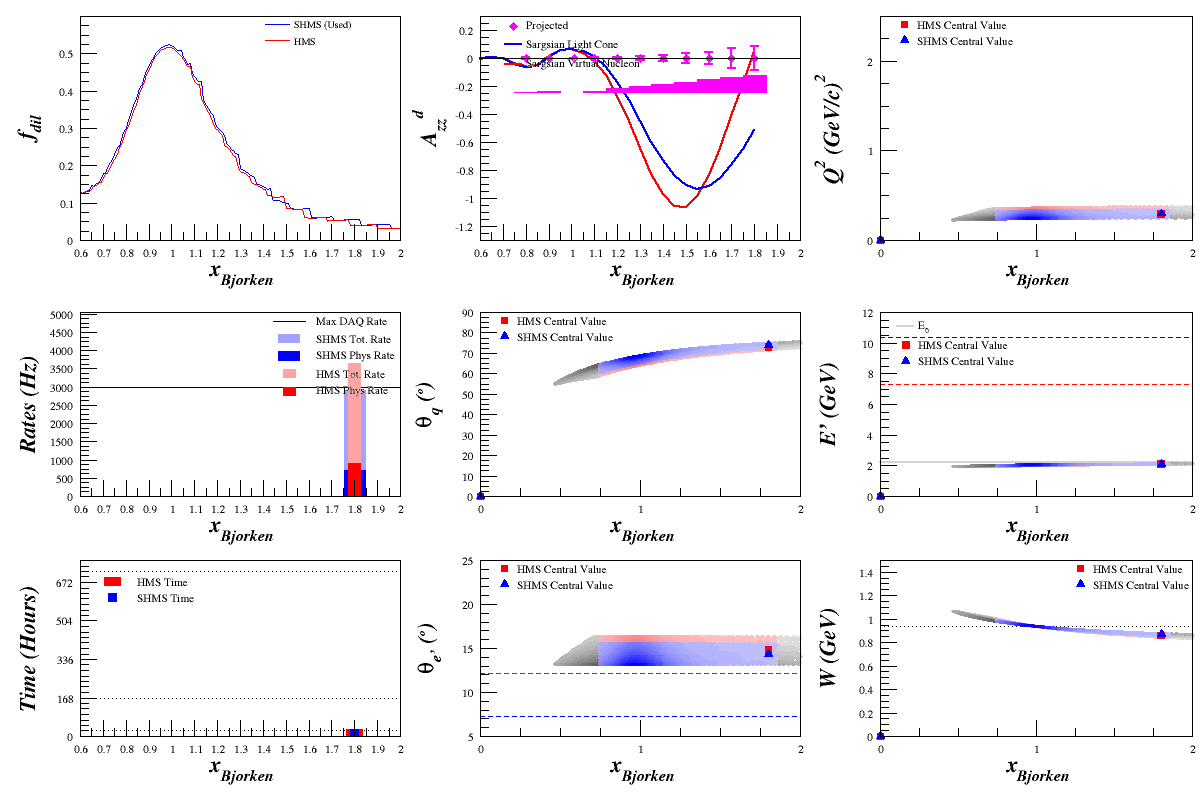 f_dil
0.5
0.4
0.3
0.2
0.1
0
SHMS (Used)
HMS
0.6 0.7 0.8 0.9 1 1.1 1.2 1.3 1.4 1.5 1.6 1.7 1.8 1.9 2
x_Bjorken
A_zz^d
0.2
0
-0.2
-0.4
-0.6
-0.8
-1
-1.2
Projected
Sargsian Light Cone
Sargsian Virtual Nucleon
0.6 0.7 0.8 0.9 1 1.1 1.2 1.3 1.4 1.5 1.6 1.7 1.8 1.9 2
x_Bjorken
Q² (GeV/c)²
2
1
0
HMS Central Value
SHMS Central Value
0 1 2
x_Bjorken
Rates (Hz)
5000
4500
4000
3500
3000
2500
2000
1500
1000
500
0
Max DAQ Rate
SHMS Tot. Rate
SHMS Phys Rate
HMS Tot. Rate
HMS Phys Rate
0.6 0.7 0.8 0.9 1 1.1 1.2 1.3 1.4 1.5 1.6 1.7 1.8 1.9 2
x_Bjorken
θ_q (°)
90
80
70
60
50
40
30
20
10
0
HMS Central Value
SHMS Central Value
0 1 2
x_Bjorken
E' (GeV)
12
10
8
6
4
2
0
E_0
HMS Central Value
SHMS Central Value
0 1 2
x_Bjorken
Time (Hours)
672
504
336
168
0
HMS Time
SHMS Time
0.6 0.7 0.8 0.9 1 1.1 1.2 1.3 1.4 1.5 1.6 1.7 1.8 1.9 2
x_Bjorken
θ_e' (°)
25
20
15
10
5
HMS Central Value
SHMS Central Value
0 1 2
x_Bjorken
W (GeV)
1.4
1.2
1
0.8
0.6
0.4
0.2
0
HMS Central Value
SHMS Central Value
0 1 2
x_Bjorken